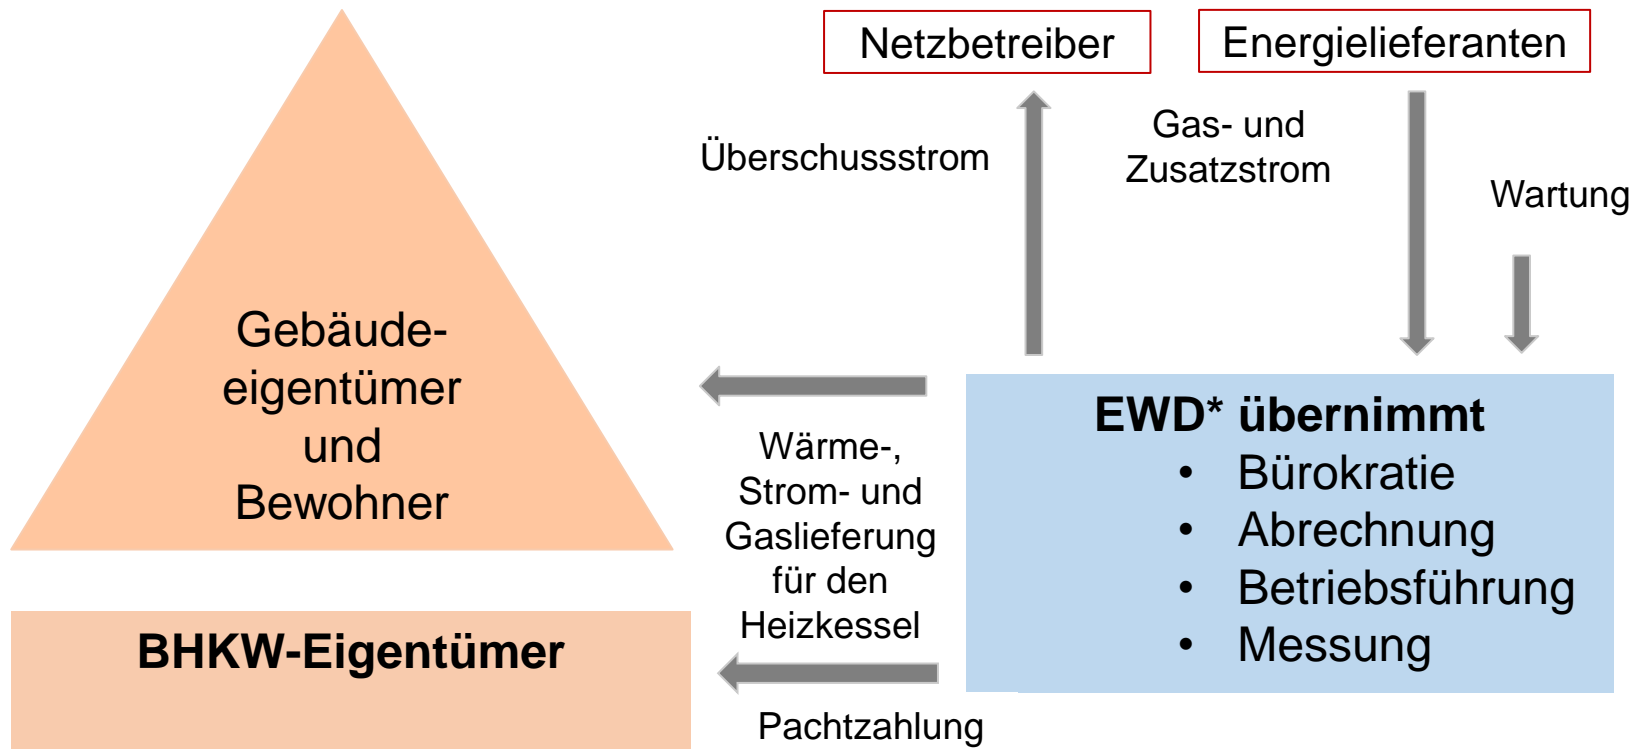 Netzbetreiber
Energielieferanten
Überschussstrom
Gas- und
Zusatzstrom
Wartung
Gebäude-
eigentümer
und
Bewohner
Wärme-,
Strom- und
Gaslieferung
für den
Heizkessel
EWD* übernimmt
• Bürokratie
• Abrechnung
• Betriebsführung
• Messung
BHKW-Eigentümer
Pachtzahlung